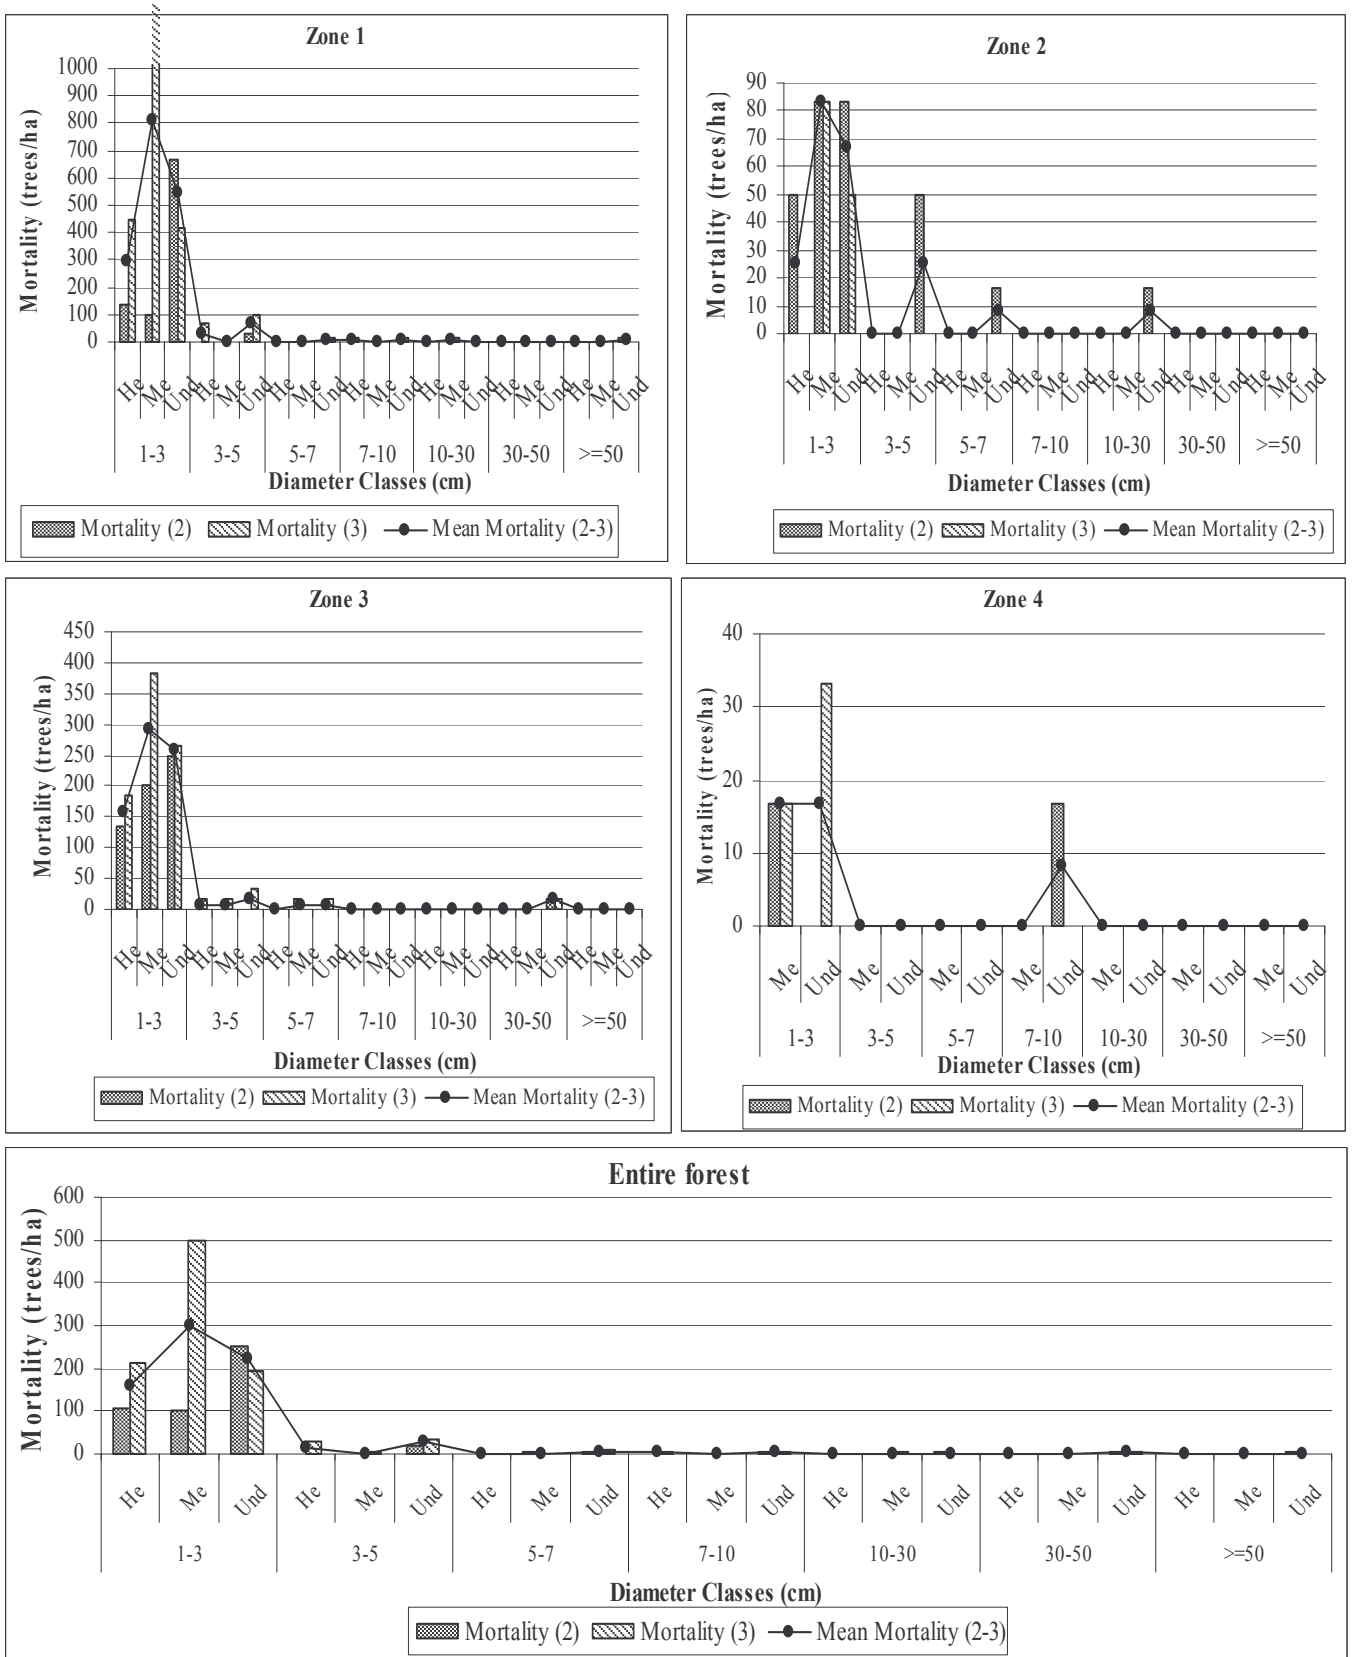 Zone 1
Mortality (trees/ha)
1000
900
800
700
600
500
400
300
200
100
0
He Me Und He Me Und He Me Und He Me Und He Me Und He Me Und He Me Und
1-3 3-5 5-7 7-10 10-30 30-50 >=50
Diameter Classes (cm)
Mortality (2) Mortality (3) Mean Mortality (2-3)
Zone 2
Mortality (trees/ha)
90
80
70
60
50
40
30
20
10
0
He Me Und He Me Und He Me Und He Me Und He Me Und He Me Und He Me Und
1-3 3-5 5-7 7-10 10-30 30-50 >=50
Diameter Classes (cm)
Mortality (2) Mortality (3) Mean Mortality (2-3)
Zone 3
Mortality (trees/ha)
450
400
350
300
250
200
150
100
50
0
He Me Und He Me Und He Me Und He Me Und He Me Und He Me Und He Me Und
1-3 3-5 5-7 7-10 10-30 30-50 >=50
Diameter Classes (cm)
Mortality (2) Mortality (3) Mean Mortality (2-3)
Zone 4
Mortality (trees/ha)
40
30
20
10
0
Me Und Me Und Me Und Me Und Me Und Me Und Me Und
1-3 3-5 5-7 7-10 10-30 30-50 >=50
Diameter Classes (cm)
Mortality (2) Mortality (3) Mean Mortality (2-3)
Entire forest
Mortality (trees/ha)
600
500
400
300
200
100
0
He Me Und He Me Und He Me Und He Me Und He Me Und He Me Und He Me Und
1-3 3-5 5-7 7-10 10-30 30-50 >=50
Diameter Classes (cm)
Mortality (2) Mortality (3) Mean Mortality (2-3)